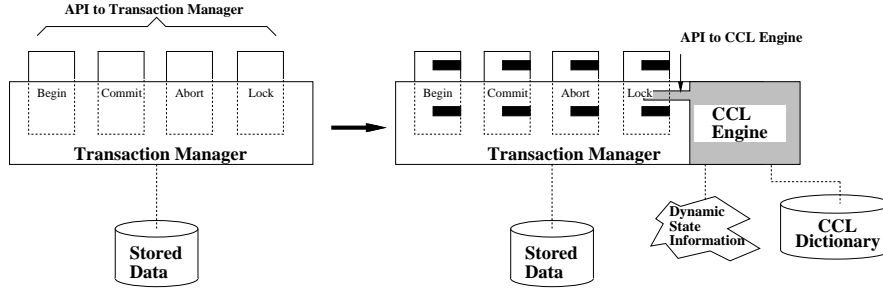 API to Transaction Manager
Begin
Commit
Abort
Lock
Transaction Manager
Stored
Data
API to CCL Engine
Begin
Commit
Abort
Lock
CCL
Engine
Transaction Manager
Stored
Data
Dynamic
State
Information
CCL
Dictionary